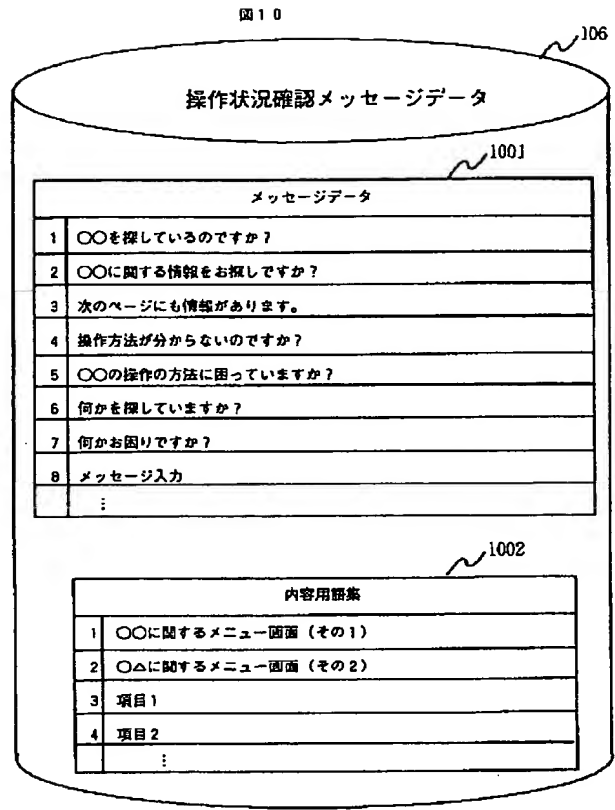 図10
106
操作状況確認メッセージデータ
1001
メッセージデータ
1 〇〇を探しているのですか?
2 〇〇に関する情報をお探しですか?
3 次のページにも情報があります。
4 操作方法が分からないのですか?
5 〇〇の操作の方法に困っていますか?
6 何かを探していますか?
7 何かお困りですか?
8 メッセージ入力
⋮
1002
内容用語集
1 〇〇に関するメニュー画面(その1)
2 〇△に関するメニュー画面(その2)
3 項目1
4 項目2
⋮